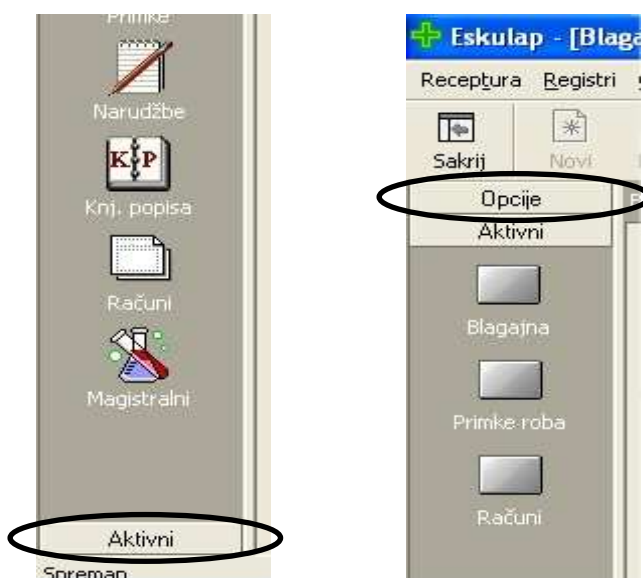 Primke
Narudžbe
K P
Knj. popisa
Računi
Magistralni
Aktivni
Spreman
Eskulap - [Blaga
Receptura Registri
Sakrij Novi
Opcije
Aktivni
Blagajna
Primke roba
Računi